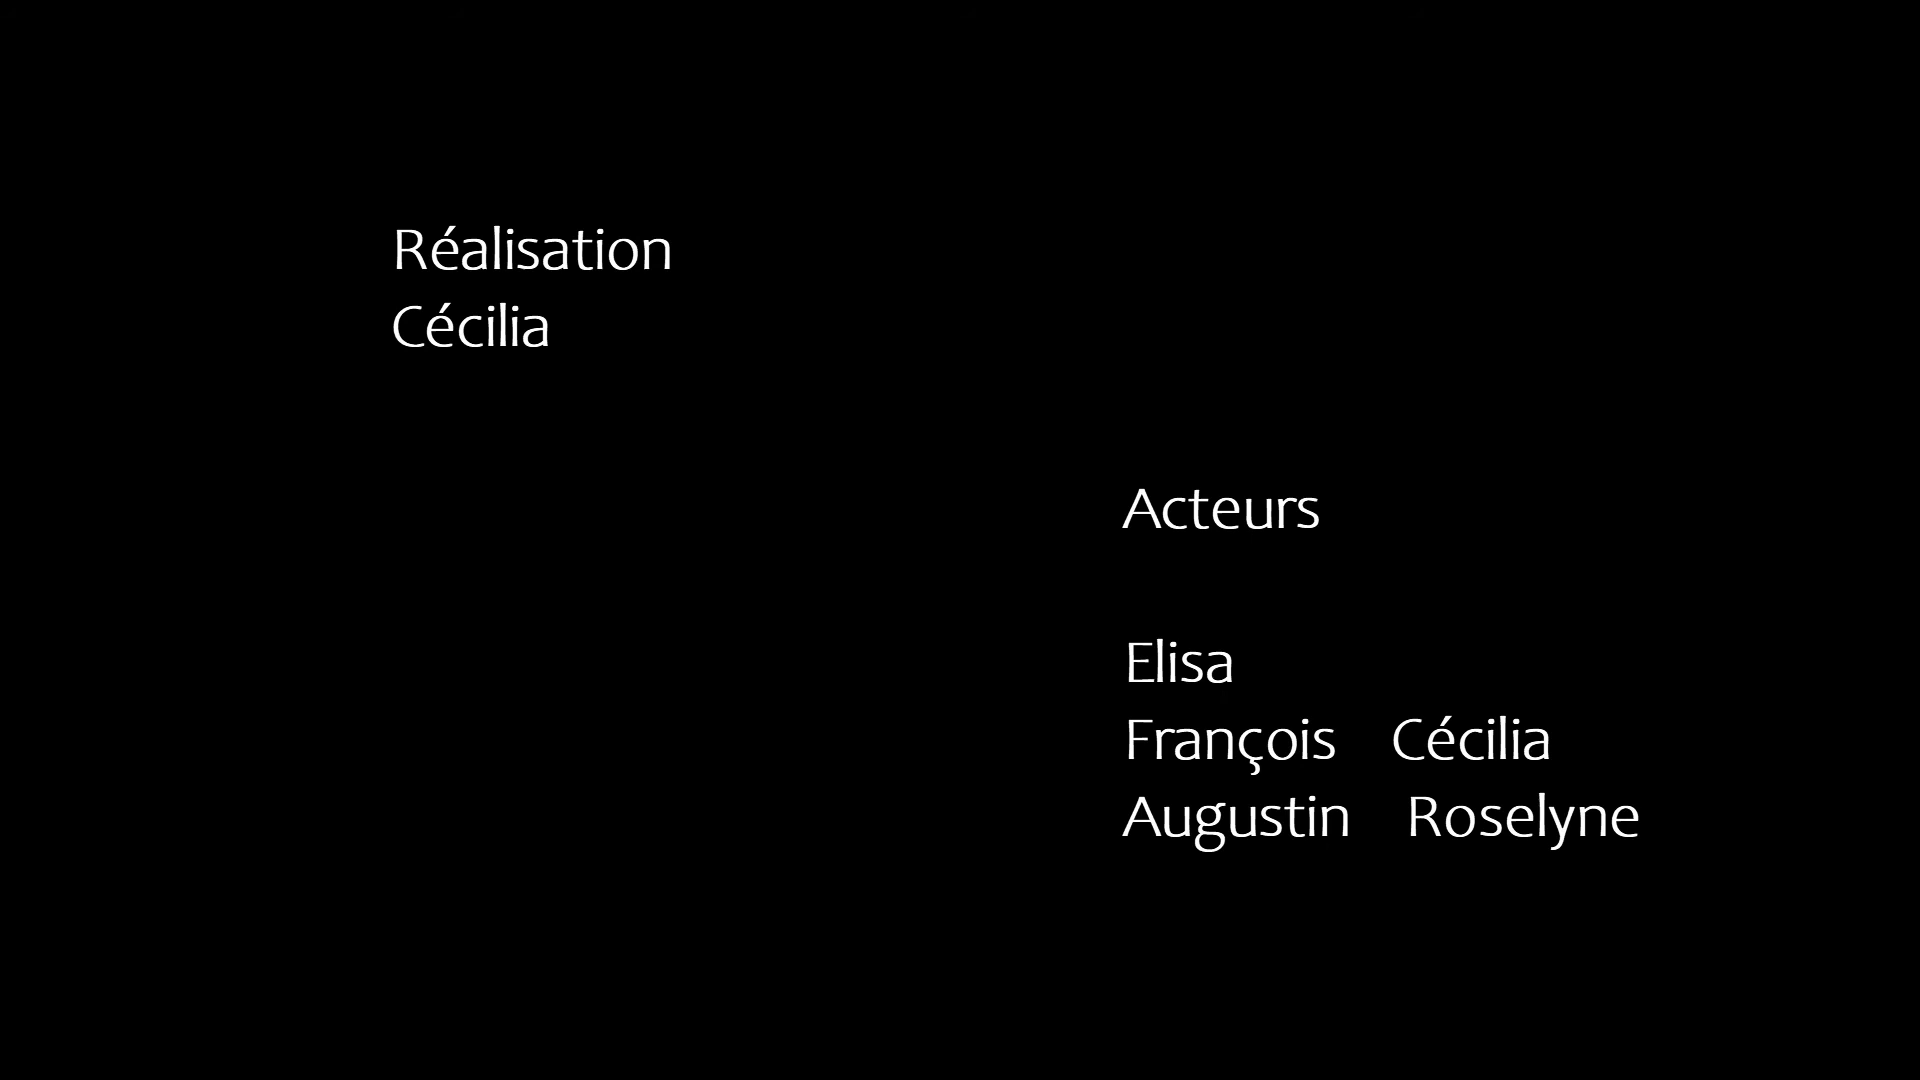 Réalisation
Cécilia
Acteurs
Elisa
François Cécilia
Augustin Roselyne